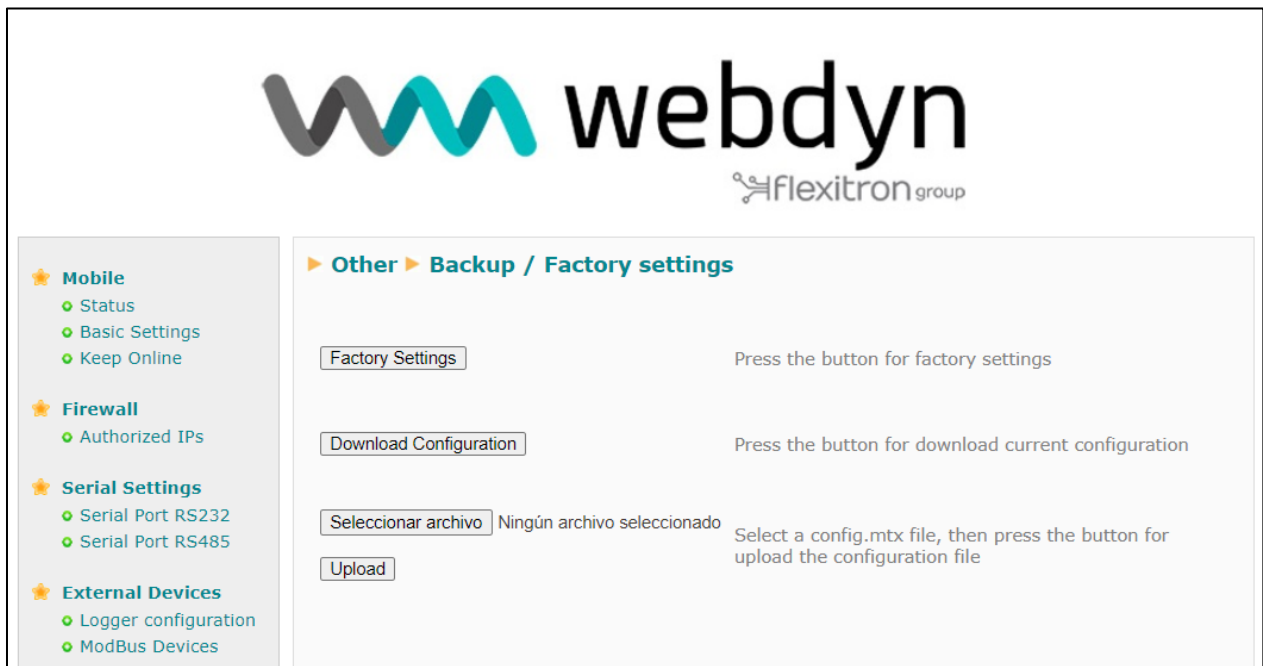 webdyn
flexitron group
Mobile
Status
Basic Settings
Keep Online
Firewall
Authorized IPs
Serial Settings
Serial Port RS232
Serial Port RS485
External Devices
Logger configuration
ModBus Devices
Other Backup / Factory settings
Factory Settings Press the button for factory settings
Download Configuration Press the button for download current configuration
Seleccionar archivo Ningún archivo seleccionado
Upload
Select a config.mtx file, then press the button for
upload the configuration file